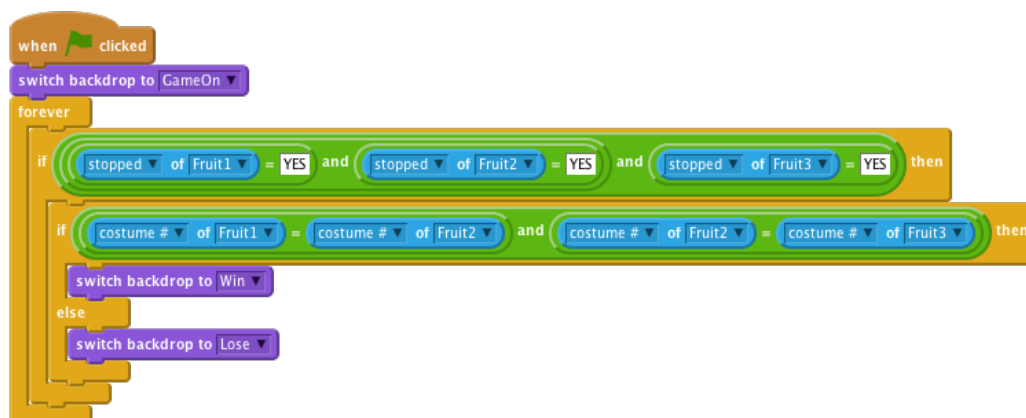 when clicked
switch backdrop to GameOn
forever
if stopped of Fruit1 = YES and stopped of Fruit2 = YES and stopped of Fruit3 = YES then
if costume # of Fruit1 = costume # of Fruit2 and costume # of Fruit2 = costume # of Fruit3 then
switch backdrop to Win
else
switch backdrop to Lose